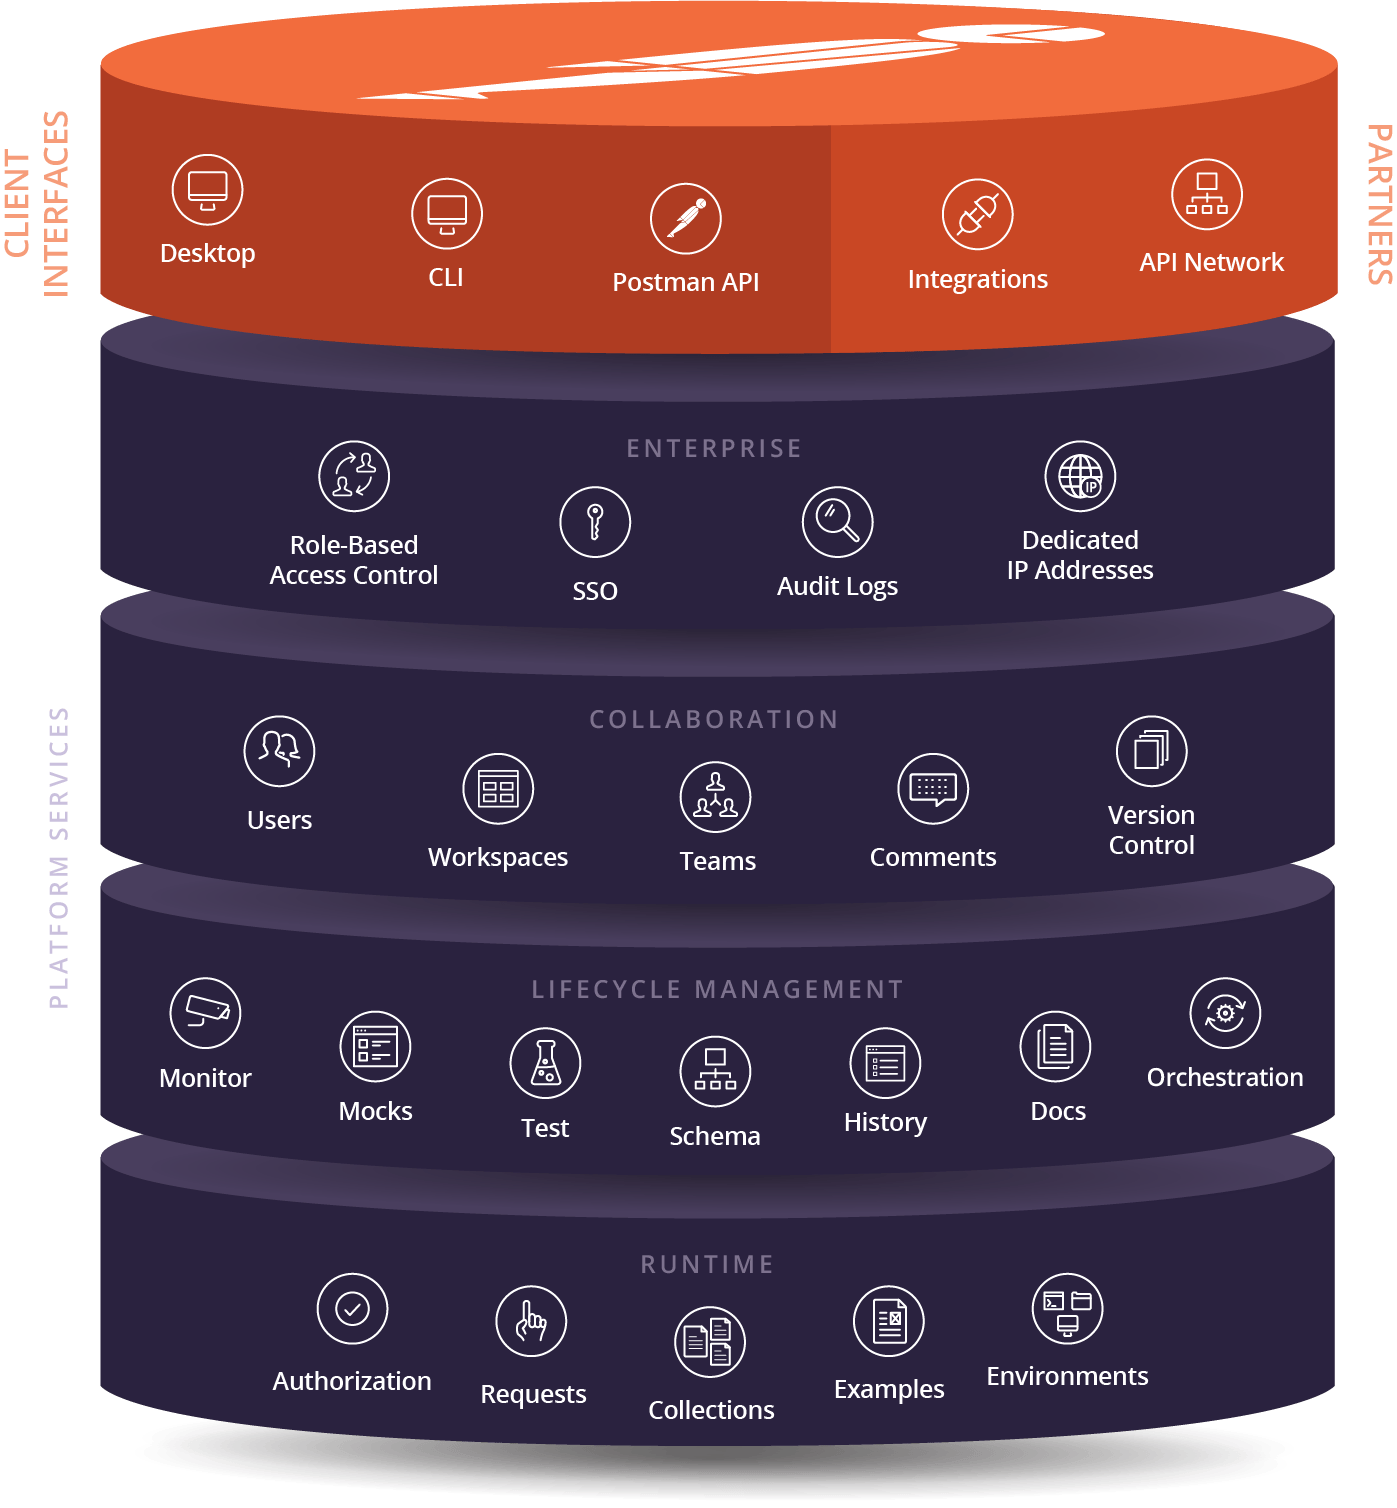 CLIENT
INTERFACES
PARTNERS
Desktop
CLI
Postman API
Integrations
API Network
ENTERPRISE
Role-Based
Access Control
SSO
Audit Logs
IP
Dedicated
IP Addresses
PLATFORM SERVICES
COLLABORATION
Users
Workspaces
Teams
Comments
Version
Control
LIFECYCLE MANAGEMENT
Monitor
Mocks
Test
Schema
History
Docs
Orchestration
RUNTIME
Authorization
Requests
Collections
Examples
Environments